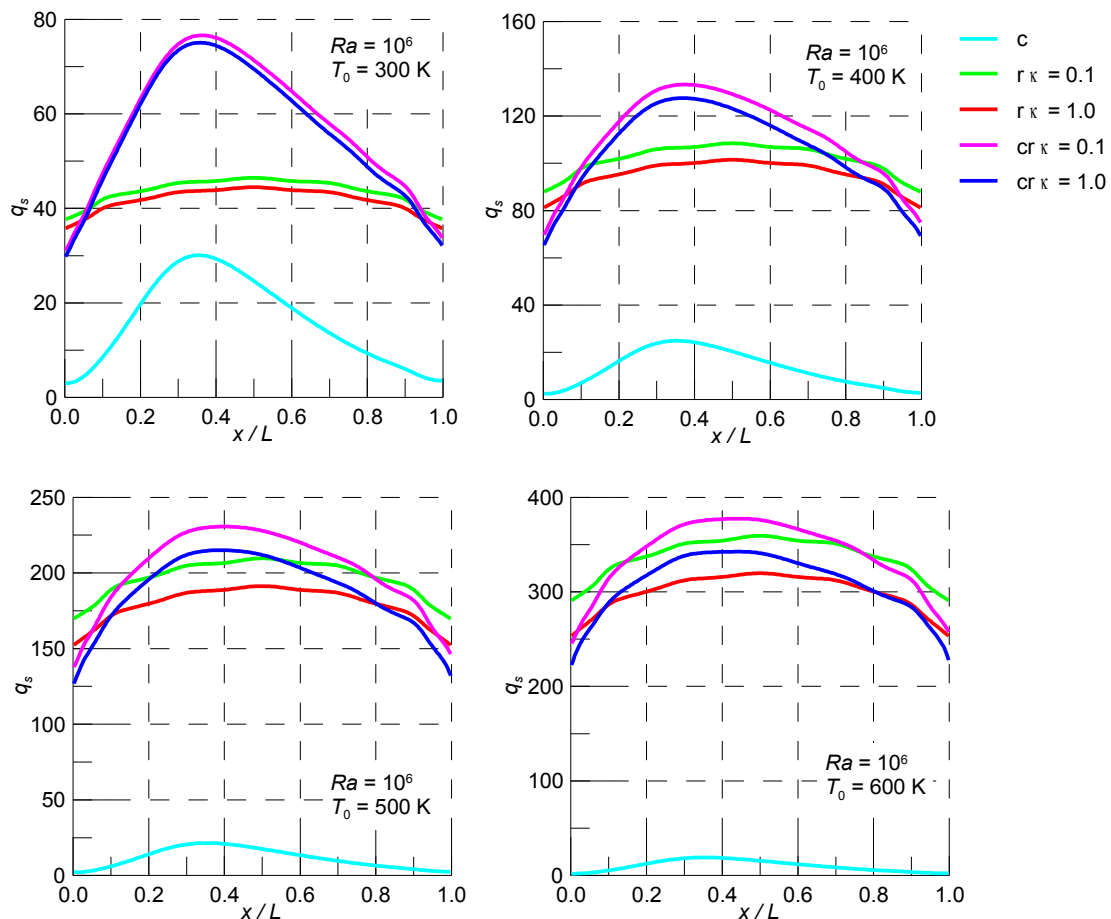 80
60
40
20
0
q_s
0.0 0.2 0.4 0.6 0.8 1.0
x / L
Ra = 10⁶
T₀ = 300 K
160
120
80
40
0
q_s
0.0 0.2 0.4 0.6 0.8 1.0
x / L
Ra = 10⁶
T₀ = 400 K
c
r κ = 0.1
r κ = 1.0
cr κ = 0.1
cr κ = 1.0
250
200
150
100
50
0
q_s
0.0 0.2 0.4 0.6 0.8 1.0
x / L
Ra = 10⁶
T₀ = 500 K
400
300
200
100
0
q_s
0.0 0.2 0.4 0.6 0.8 1.0
x / L
Ra = 10⁶
T₀ = 600 K